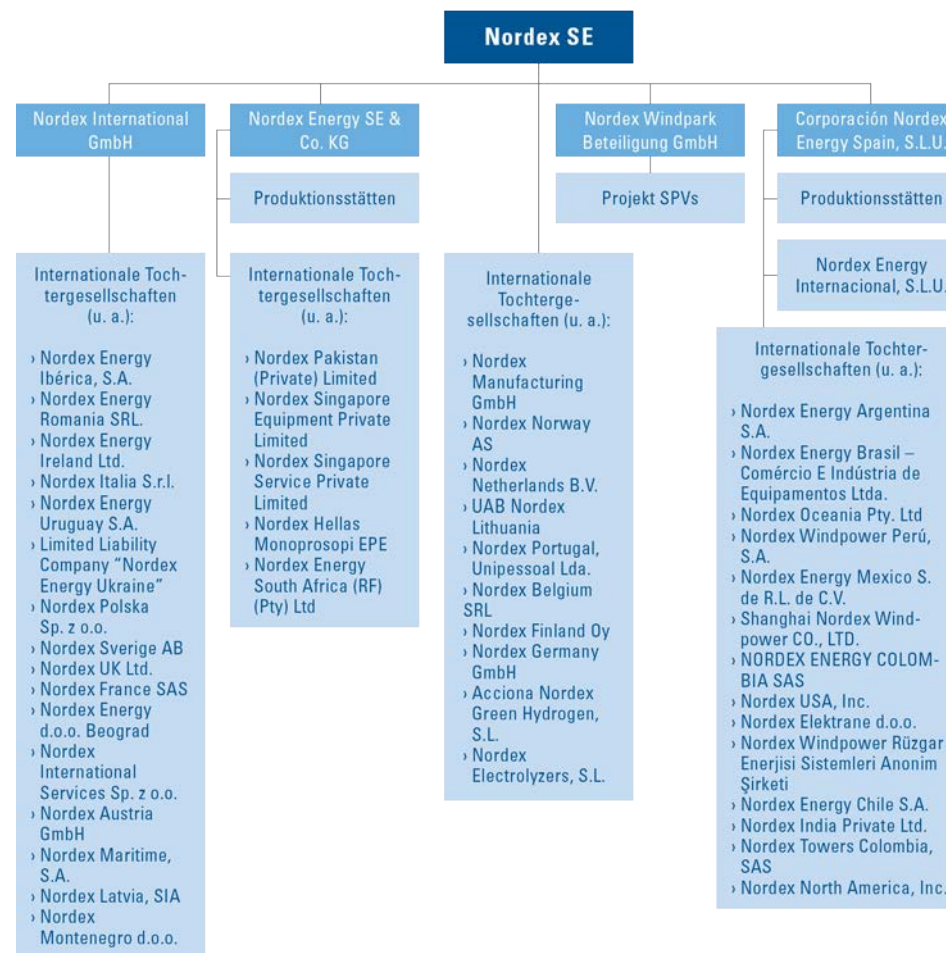 Nordex SE
Nordex International
GmbH
Nordex Energy SE &
Co. KG
Nordex Windpark
Beteiligung GmbH
Corporación Nordex
Energy Spain, S.L.U.
Produktionsstätten
Projekt SPVs
Produktionsstätten
Nordex Energy
Internacional, S.L.U.
Internationale Toch-
tergesellschaften
(u. a.):
› Nordex Energy
Ibérica, S.A.
› Nordex Energy
Romania SRL.
› Nordex Energy
Ireland Ltd.
› Nordex Italia S.r.l.
› Nordex Energy
Uruguay S.A.
› Limited Liability
Company “Nordex
Energy Ukraine”
› Nordex Polska
Sp. z o.o.
› Nordex Sverige AB
› Nordex UK Ltd.
› Nordex France SAS
› Nordex Energy
d.o.o. Beograd
› Nordex
International
Services Sp. z o.o.
› Nordex Austria
GmbH
› Nordex Maritime,
S.A.
› Nordex Latvia, SIA
› Nordex
Montenegro d.o.o.
Internationale Toch-
tergesellschaften
(u. a.):
› Nordex Pakistan
(Private) Limited
› Nordex Singapore
Equipment Private
Limited
› Nordex Singapore
Service Private
Limited
› Nordex Hellas
Monoprosopi EPE
› Nordex Energy
South Africa (RF)
(Pty) Ltd
Internationale
Tochterge-
sellschaften (u. a.):
› Nordex
Manufacturing
GmbH
› Nordex Norway
AS
› Nordex
Netherlands B.V.
› UAB Nordex
Lithuania
› Nordex Portugal,
Unipessoal Lda.
› Nordex Belgium
SRL
› Nordex Finland Oy
› Nordex Germany
GmbH
› Acciona Nordex
Green Hydrogen,
S.L.
› Nordex
Electrolyzers, S.L.
Internationale Tochter-
gesellschaften (u. a.):
› Nordex Energy Argentina
S.A.
› Nordex Energy Brasil –
Comércio E Indústria de
Equipamentos Ltda.
› Nordex Oceania Pty. Ltd
› Nordex Windpower Perú,
S.A.
› Nordex Energy Mexico S.
de R.L. de C.V.
› Shanghai Nordex Wind-
power CO., LTD.
› NORDEX ENERGY COLOM-
BIA SAS
› Nordex USA, Inc.
› Nordex Elektrane d.o.o.
› Nordex Windpower Rüzgar
Enerjisi Sistemleri Anonim
Şirketi
› Nordex Energy Chile S.A.
› Nordex India Private Ltd.
› Nordex Towers Colombia,
SAS
› Nordex North America, Inc.